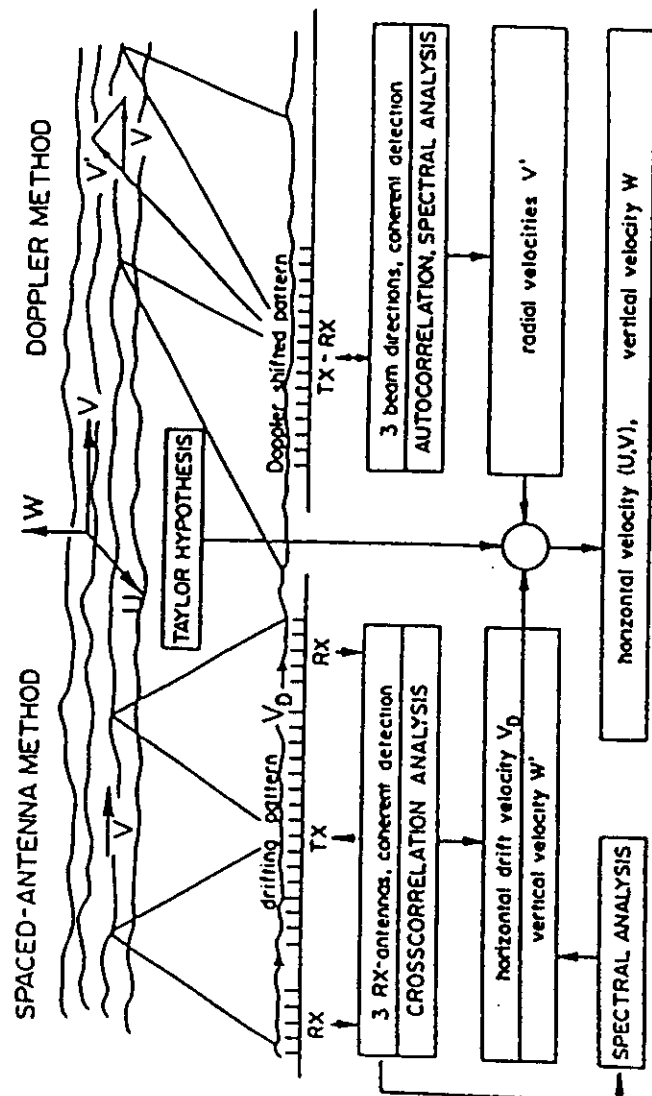 SPACED-ANTENNA METHOD
DOPPLER METHOD
W
V
U
V
V'
V
TAYLOR HYPOTHESIS
drifting pattern
V_D
Doppler shifted pattern
RX
TX
RX
TX - RX
3 RX-antennas, coherent detection
CROSSCORRELATION ANALYSIS
3 beam directions, coherent detection
AUTOCORRELATION, SPECTRAL ANALYSIS
horizontal drift velocity V_D
vertical velocity W'
radial velocities V'
SPECTRAL ANALYSIS
horizontal velocity (U,V), vertical velocity W